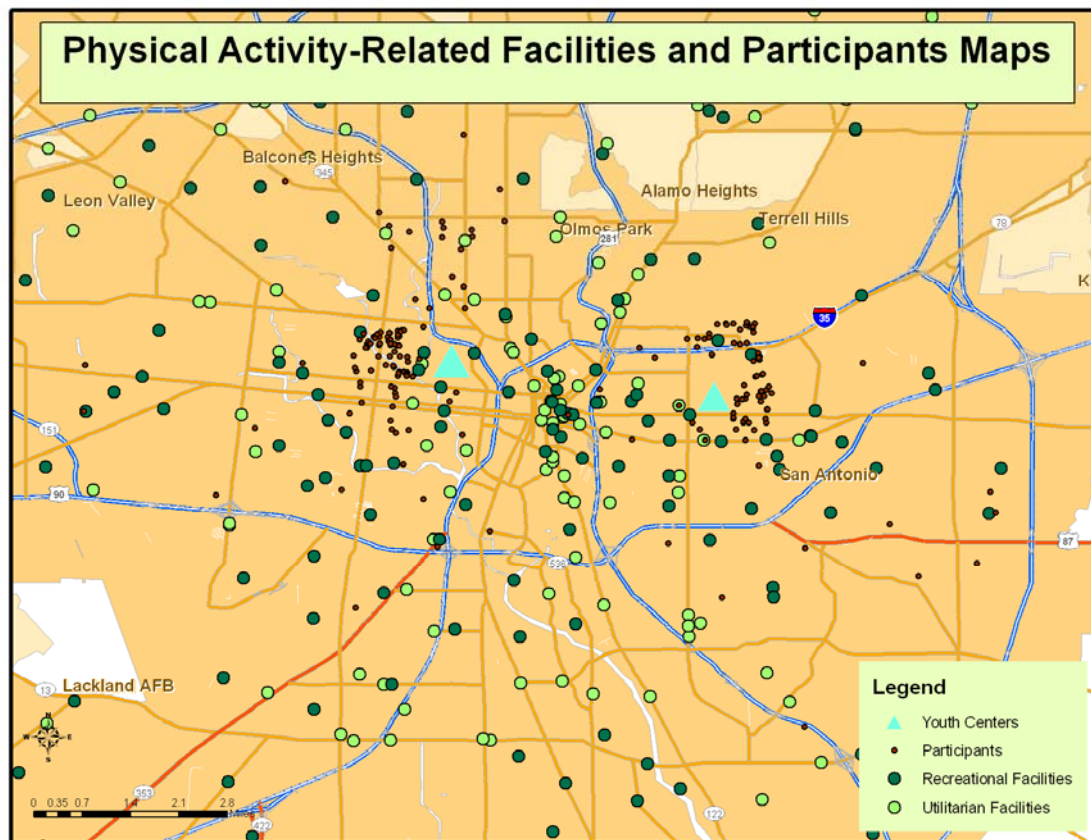 Physical Activity-Related Facilities and Participants Maps
Balcones Heights
345
Leon Valley
Alamo Heights
Terrell Hills
Olmos Park
281
78
K
35
151
90
San Antonio
87
536
13
Lackland AFB
N
W E
S
353
422
122
0 0.35 0.7 1.4 2.1 2.8
Legend
Youth Centers
Participants
Recreational Facilities
Utilitarian Facilities